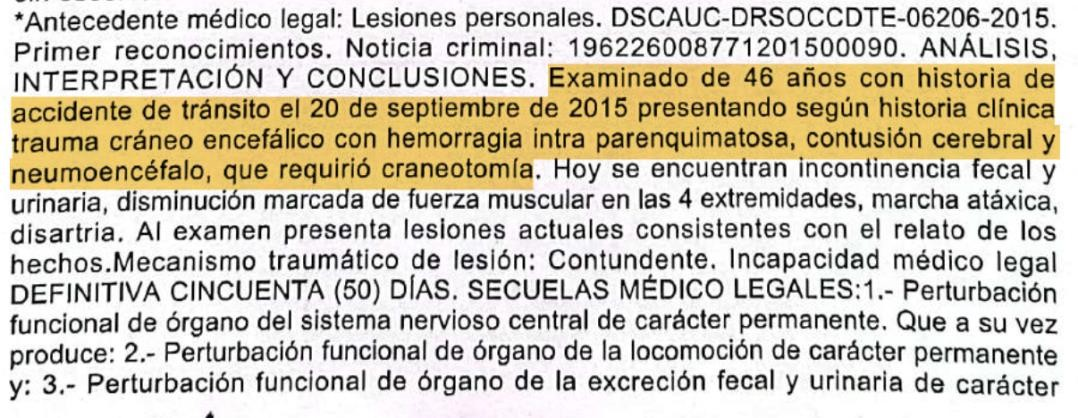 *Antecedente médico legal: Lesiones personales. DSCAUC-DRSOCCDTE-06206-2015.
Primer reconocimientos. Noticia criminal: 196226008771201500090. ANÁLISIS,
INTERPRETACIÓN Y CONCLUSIONES. Examinado de 46 años con historia de
accidente de tránsito el 20 de septiembre de 2015 presentando según historia clínica
trauma cráneo encefálico con hemorragia intra parenquimatosa, contusión cerebral y
neumoencéfalo, que requirió craneotomía. Hoy se encuentran incontinencia fecal y
urinaria, disminución marcada de fuerza muscular en las 4 extremidades, marcha atáxica,
disartria. Al examen presenta lesiones actuales consistentes con el relato de los
hechos.Mecanismo traumático de lesión: Contundente. Incapacidad médico legal
DEFINITIVA CINCUENTA (50) DÍAS. SECUELAS MÉDICO LEGALES:1.- Perturbación
funcional de órgano del sistema nervioso central de carácter permanente. Que a su vez
produce: 2.- Perturbación funcional de órgano de la locomoción de carácter permanente
y: 3.- Perturbación funcional de órgano de la excreción fecal y urinaria de carácter